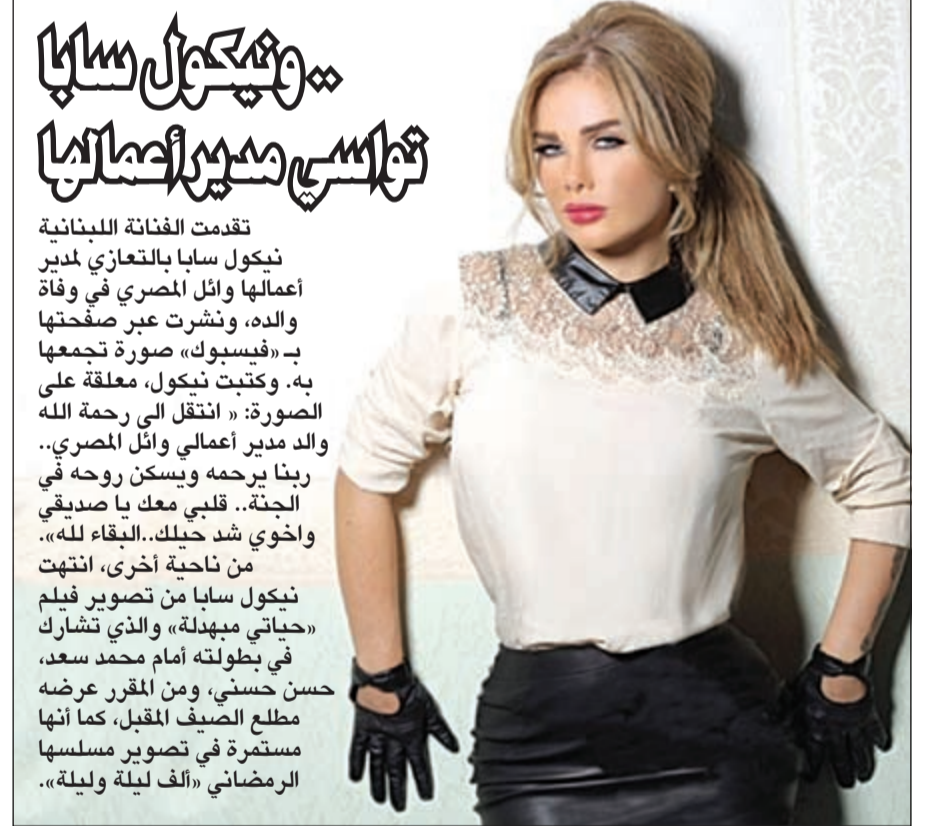 .. ونيكول سابا
تواسي مدير أعمالها
تقدمت الفنانة اللبنانية
نيكول سابا بالتعازي لمدير
أعمالها وائل المصري في وفاة
والده، ونشرت عبر صفحتها
بـ «فيسبوك» صورة تجمعها
به. وكتبت نيكول، معلقة على
الصورة: « انتقل الى رحمة الله
والد مدير أعمالي وائل المصري..
ربنا يرحمه ويسكن روحه في
الجنة.. قلبي معك يا صديقي
واخوي شد حيلك..البقاء لله».
من ناحية أخرى، انتهت
نيكول سابا من تصوير فيلم
«حياتي مبهدلة» والذي تشارك
في بطولته أمام محمد سعد،
حسن حسني، ومن المقرر عرضه
مطلع الصيف المقبل، كما أنها
مستمرة في تصوير مسلسها
الرمضاني «ألف ليلة وليلة».